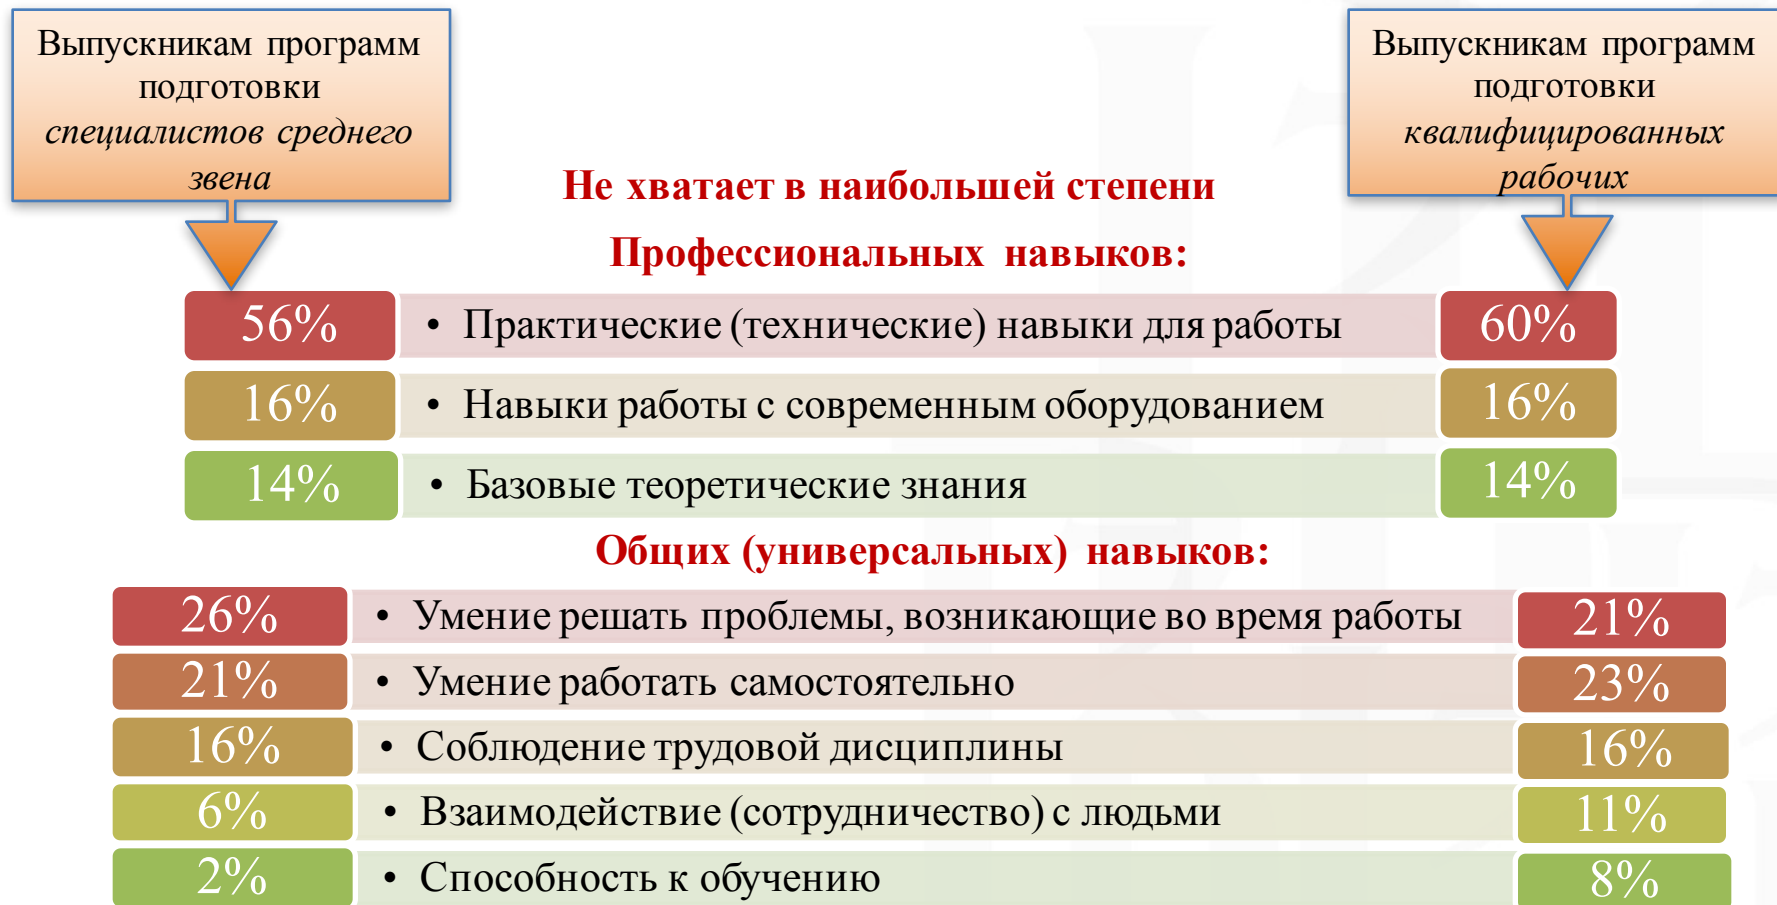 Выпускникам программ
подготовки
специалистов среднего
звена
Выпускникам программ
подготовки
квалифицированных
рабочих
Не хватает в наибольшей степени
Профессиональных навыков:
56% • Практические (технические) навыки для работы 60%
16% • Навыки работы с современным оборудованием 16%
14% • Базовые теоретические знания 14%
Общих (универсальных) навыков:
26% • Умение решать проблемы, возникающие во время работы 21%
21% • Умение работать самостоятельно 23%
16% • Соблюдение трудовой дисциплины 16%
6% • Взаимодействие (сотрудничество) с людьми 11%
2% • Способность к обучению 8%